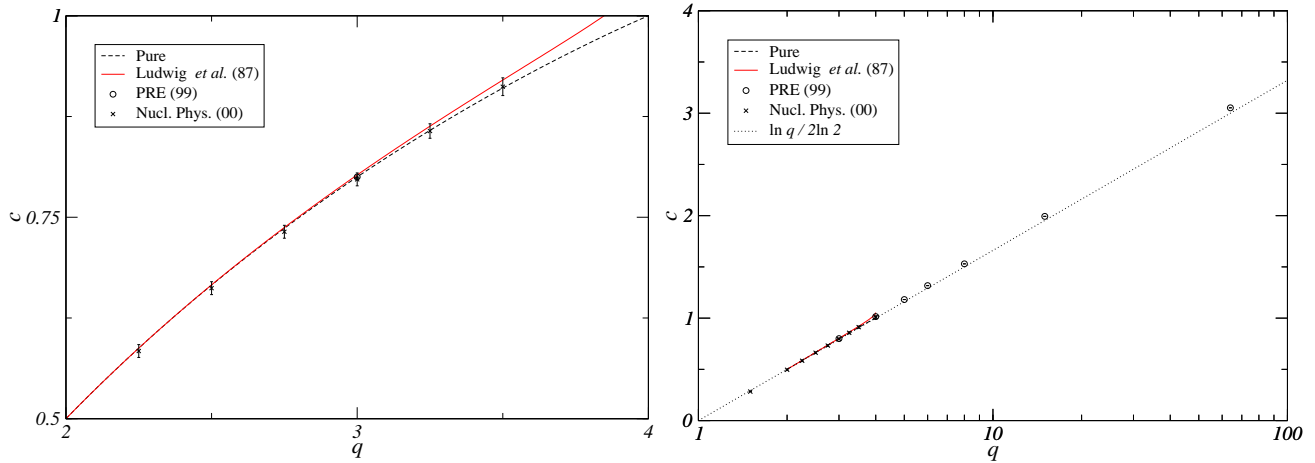 1
0.75
0.5
c
2
3
4
q
Pure
Ludwig et al. (87)
PRE (99)
Nucl. Phys. (00)
4
3
2
1
0
c
1
10
100
q
Pure
Ludwig et al. (87)
PRE (99)
Nucl. Phys. (00)
ln q / 2ln 2